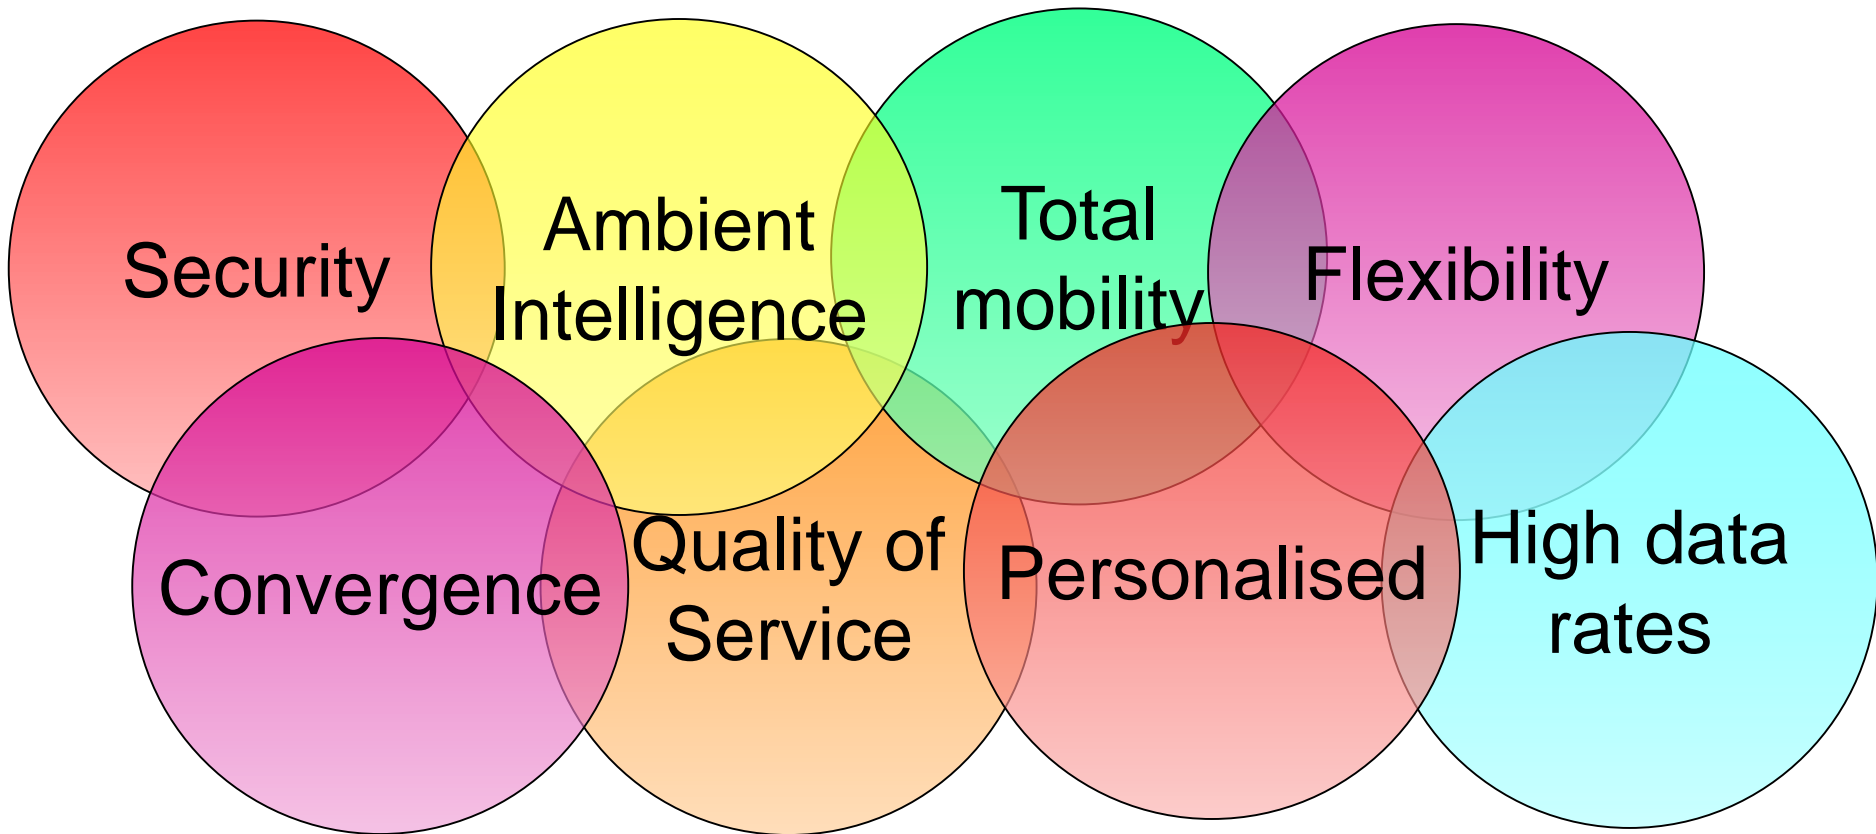 Security
Ambient
Intelligence
Total
mobility
Flexibility
Convergence
Quality of
Service
Personalised
High data
rates